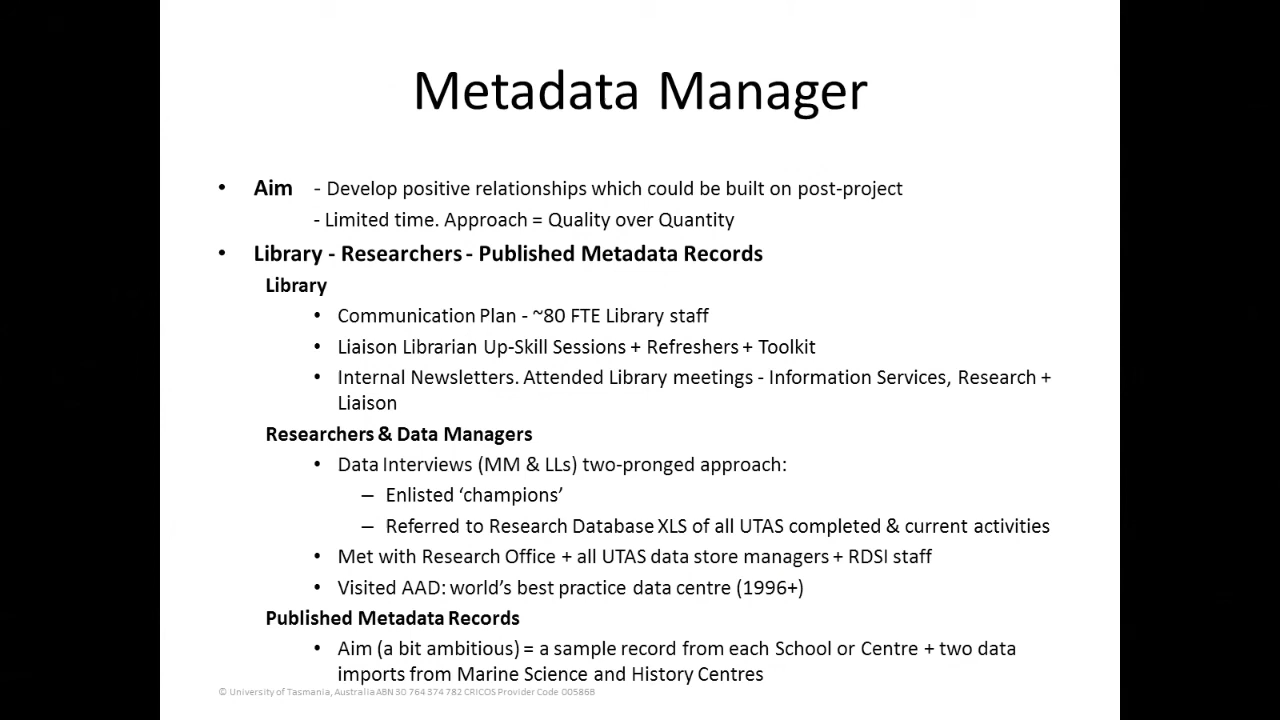 Metadata Manager
• Aim - Develop positive relationships which could be built on post-project
- Limited time. Approach = Quality over Quantity
• Library - Researchers - Published Metadata Records
Library
• Communication Plan - ~80 FTE Library staff
• Liaison Librarian Up-Skill Sessions + Refreshers + Toolkit
• Internal Newsletters. Attended Library meetings - Information Services, Research +
Liaison
Researchers & Data Managers
• Data Interviews (MM & LLs) two-pronged approach:
– Enlisted ‘champions’
– Referred to Research Database XLS of all UTAS completed & current activities
• Met with Research Office + all UTAS data store managers + RDSI staff
• Visited AAD: world’s best practice data centre (1996+)
Published Metadata Records
• Aim (a bit ambitious) = a sample record from each School or Centre + two data
imports from Marine Science and History Centres
© University of Tasmania, Australia ABN 30 764 374 782 CRICOS Provider Code 00586B